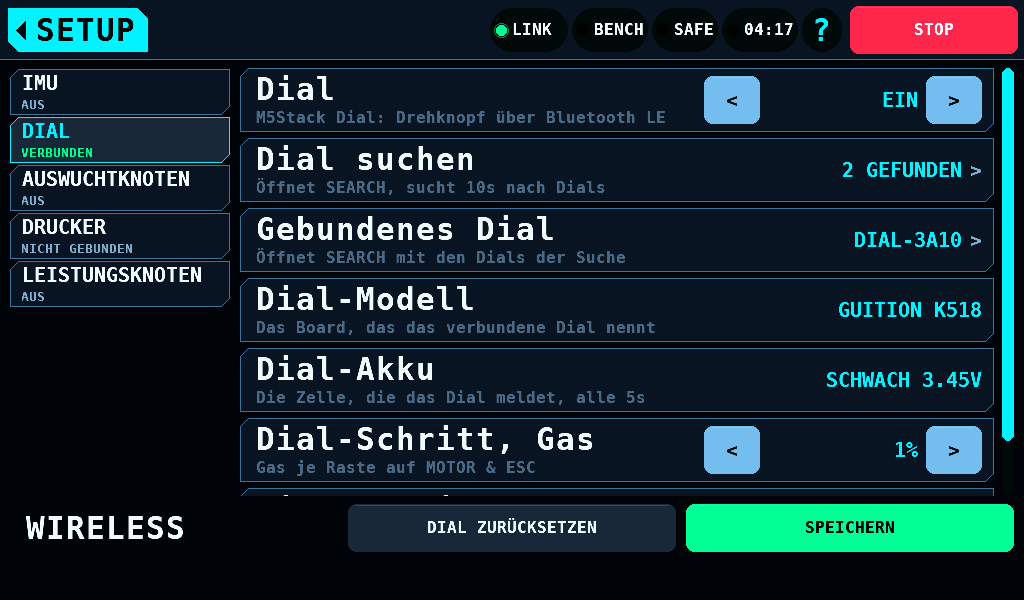 SETUP
LINK
BENCH
SAFE
04:17
?
STOP
IMU
AUS
DIAL
VERBUNDEN
AUSWUCHTKNOTEN
AUS
DRUCKER
NICHT GEBUNDEN
LEISTUNGSKNOTEN
AUS
Dial
M5Stack Dial: Drehknopf über Bluetooth LE
< EIN >
Dial suchen
Öffnet SEARCH, sucht 10s nach Dials
2 GEFUNDEN >
Gebundenes Dial
Öffnet SEARCH mit den Dials der Suche
DIAL-3A10 >
Dial-Modell
Das Board, das das verbundene Dial nennt
GUITION K518
Dial-Akku
Die Zelle, die das Dial meldet, alle 5s
SCHWACH 3.45V
Dial-Schritt, Gas
Gas je Raste auf MOTOR & ESC
< 1% >
WIRELESS
DIAL ZURÜCKSETZEN
SPEICHERN